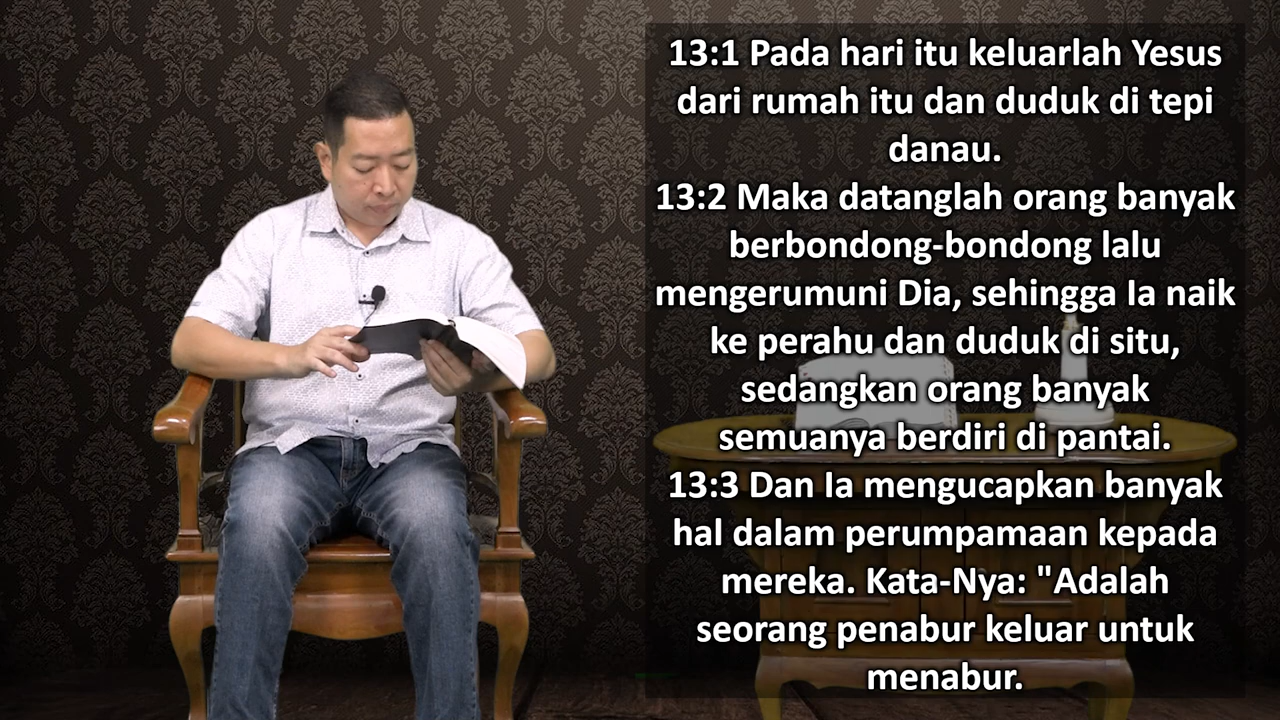 13:1 Pada hari itu keluarlah Yesus
dari rumah itu dan duduk di tepi
danau.
13:2 Maka datanglah orang banyak
berbondong-bondong lalu
mengerumuni Dia, sehingga Ia naik
ke perahu dan duduk di situ,
sedangkan orang banyak
semuanya berdiri di pantai.
13:3 Dan Ia mengucapkan banyak
hal dalam perumpamaan kepada
mereka. Kata-Nya: "Adalah
seorang penabur keluar untuk
menabur.